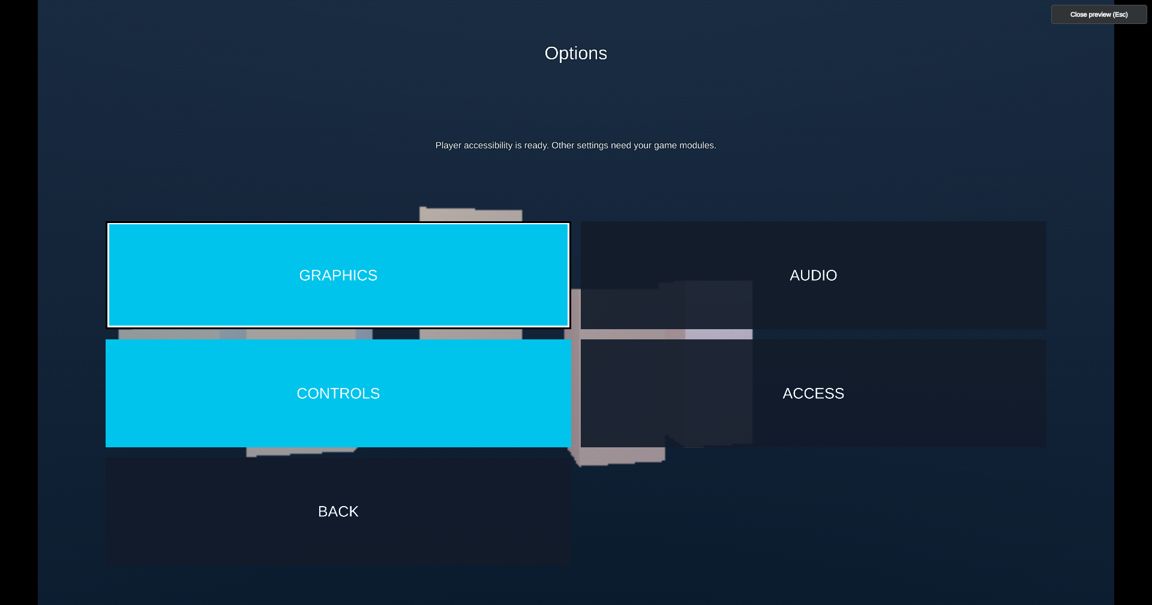 Close preview (Esc)
Options
Player accessibility is ready. Other settings need your game modules.
GRAPHICS
AUDIO
CONTROLS
ACCESS
BACK